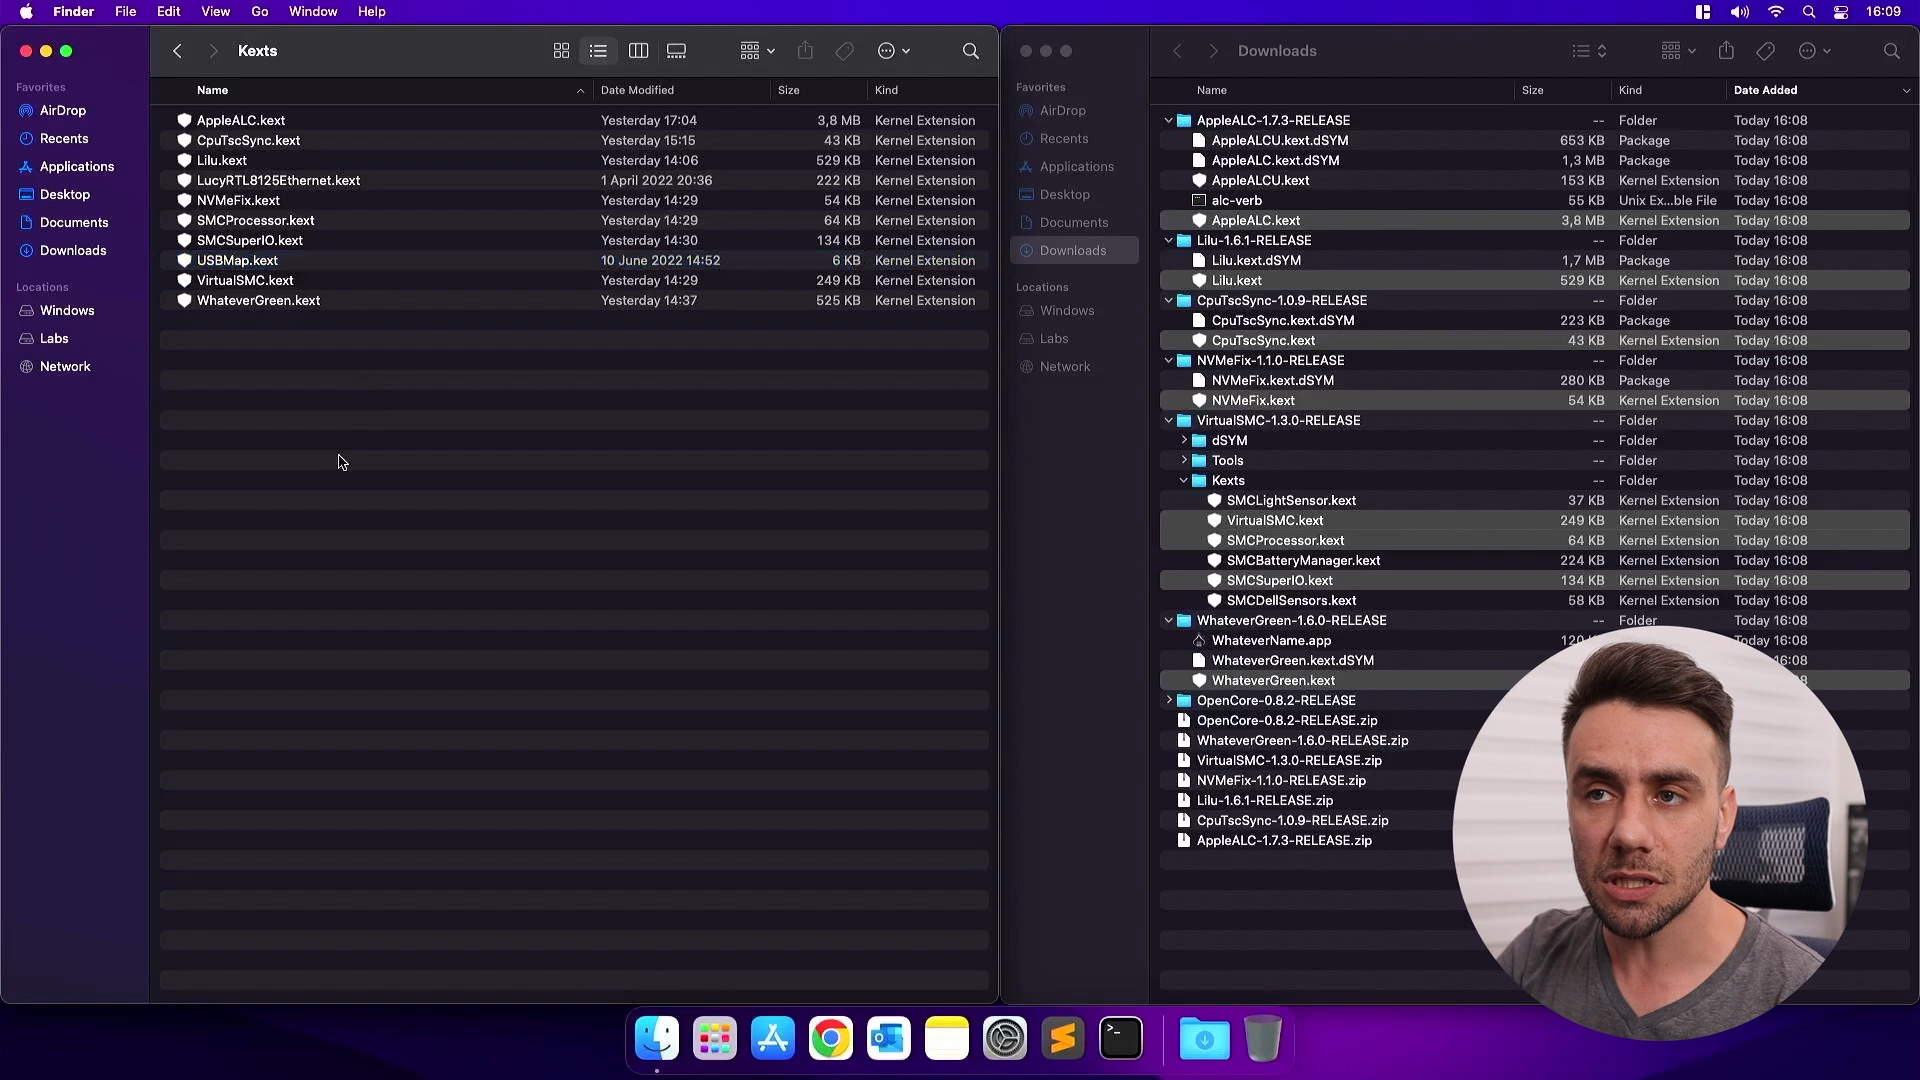 Finder File Edit View Go Window Help 16:09
Kexts
Favorites
AirDrop
Recents
Applications
Desktop
Documents
Downloads
Locations
Windows
Labs
Network
Name Date Modified Size Kind
AppleALC.kext Yesterday 17:04 3,8 MB Kernel Extension
CpuTscSync.kext Yesterday 15:15 43 KB Kernel Extension
Lilu.kext Yesterday 14:06 529 KB Kernel Extension
LucyRTL8125Ethernet.kext 1 April 2022 20:36 222 KB Kernel Extension
NVMeFix.kext Yesterday 14:29 54 KB Kernel Extension
SMCProcessor.kext Yesterday 14:29 64 KB Kernel Extension
SMCSuperIO.kext Yesterday 14:30 134 KB Kernel Extension
USBMap.kext 10 June 2022 14:52 6 KB Kernel Extension
VirtualSMC.kext Yesterday 14:29 249 KB Kernel Extension
WhateverGreen.kext Yesterday 14:37 525 KB Kernel Extension
Downloads
Favorites
AirDrop
Recents
Applications
Desktop
Documents
Downloads
Locations
Windows
Labs
Network
Name Size Kind Date Added
AppleALC-1.7.3-RELEASE -- Folder Today 16:08
AppleALCU.kext.dSYM 653 KB Package Today 16:08
AppleALC.kext.dSYM 1,3 MB Package Today 16:08
AppleALCU.kext 153 KB Kernel Extension Today 16:08
alc-verb 55 KB Unix Ex...ble File Today 16:08
AppleALC.kext 3,8 MB Kernel Extension Today 16:08
Lilu-1.6.1-RELEASE -- Folder Today 16:08
Lilu.kext.dSYM 1,7 MB Package Today 16:08
Lilu.kext 529 KB Kernel Extension Today 16:08
CpuTscSync-1.0.9-RELEASE -- Folder Today 16:08
CpuTscSync.kext.dSYM 223 KB Package Today 16:08
CpuTscSync.kext 43 KB Kernel Extension Today 16:08
NVMeFix-1.1.0-RELEASE -- Folder Today 16:08
NVMeFix.kext.dSYM 280 KB Package Today 16:08
NVMeFix.kext 54 KB Kernel Extension Today 16:08
VirtualSMC-1.3.0-RELEASE -- Folder Today 16:08
dSYM -- Folder Today 16:08
Tools -- Folder Today 16:08
Kexts -- Folder Today 16:08
SMCLightSensor.kext 37 KB Kernel Extension Today 16:08
VirtualSMC.kext 249 KB Kernel Extension Today 16:08
SMCProcessor.kext 64 KB Kernel Extension Today 16:08
SMCBatteryManager.kext 224 KB Kernel Extension Today 16:08
SMCSuperIO.kext 134 KB Kernel Extension Today 16:08
SMCDellSensors.kext 58 KB Kernel Extension Today 16:08
WhateverGreen-1.6.0-RELEASE -- Folder Today 16:08
WhateverName.app 120 Today 16:08
WhateverGreen.kext.dSYM 16:08
WhateverGreen.kext
OpenCore-0.8.2-RELEASE
OpenCore-0.8.2-RELEASE.zip
WhateverGreen-1.6.0-RELEASE.zip
VirtualSMC-1.3.0-RELEASE.zip
NVMeFix-1.1.0-RELEASE.zip
Lilu-1.6.1-RELEASE.zip
CpuTscSync-1.0.9-RELEASE.zip
AppleALC-1.7.3-RELEASE.zip